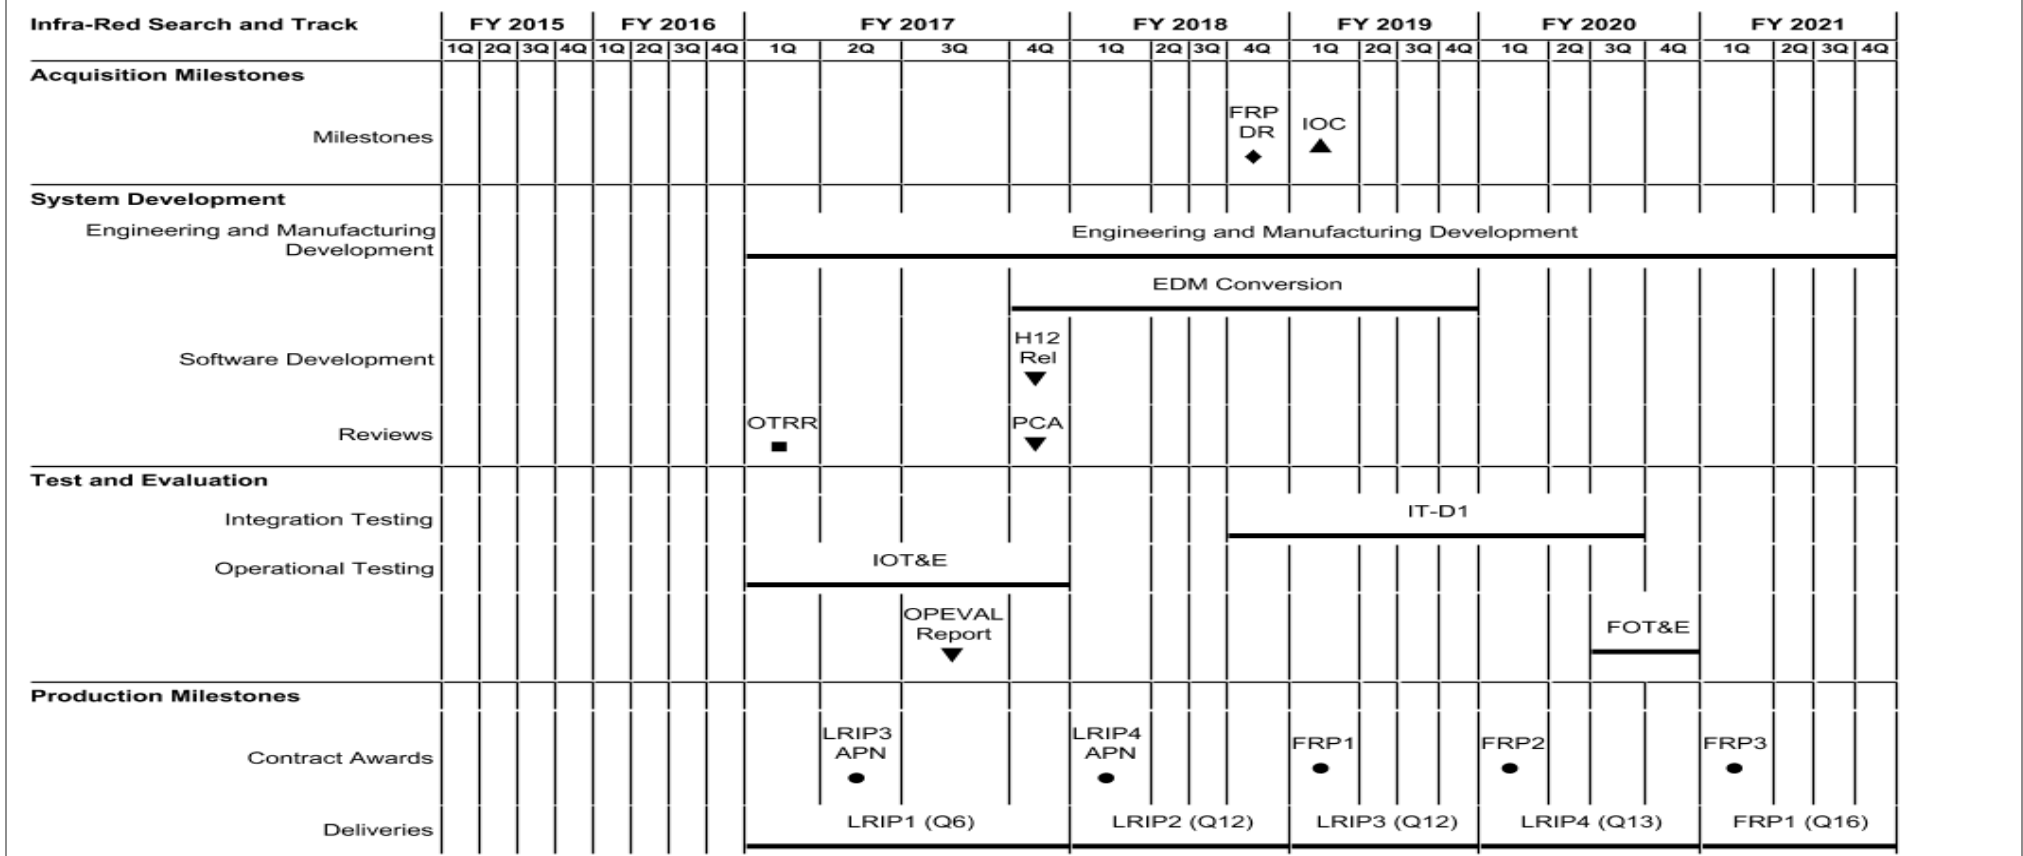 Infra-Red Search and Track FY 2015 FY 2016 FY 2017 FY 2018 FY 2019 FY 2020 FY 2021
1Q 2Q 3Q 4Q 1Q 2Q 3Q 4Q 1Q 2Q 3Q 4Q 1Q 2Q 3Q 4Q 1Q 2Q 3Q 4Q 1Q 2Q 3Q 4Q 1Q 2Q 3Q 4Q
Acquisition Milestones
Milestones
FRP
DR
IOC
System Development
Engineering and Manufacturing
Development
Engineering and Manufacturing Development
EDM Conversion
Software Development
H12
Rel
Reviews
OTRR
PCA
Test and Evaluation
Integration Testing
IT-D1
Operational Testing
IOT&E
OPEVAL
Report
FOT&E
Production Milestones
Contract Awards
LRIP3
APN
LRIP4
APN
FRP1
FRP2
FRP3
Deliveries
LRIP1 (Q6)
LRIP2 (Q12)
LRIP3 (Q12)
LRIP4 (Q13)
FRP1 (Q16)